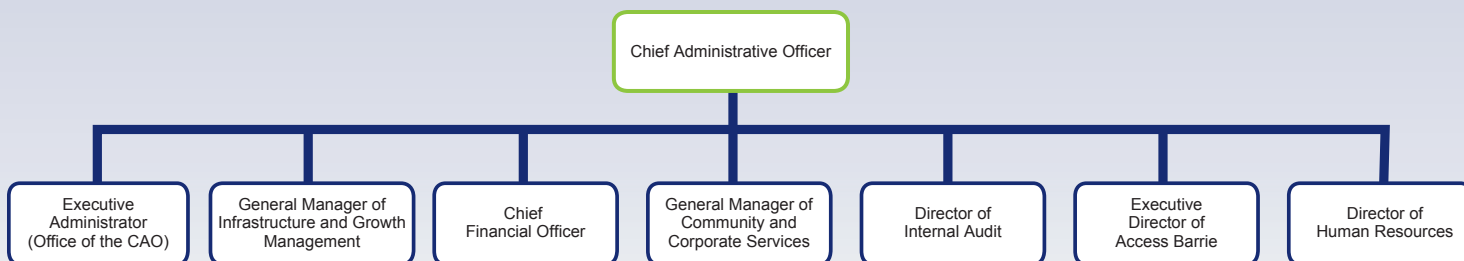 Chief Administrative Officer
Executive
Administrator
(Office of the CAO)
General Manager of
Infrastructure and Growth
Management
Chief
Financial Officer
General Manager of
Community and
Corporate Services
Director of
Internal Audit
Executive
Director of
Access Barrie
Director of
Human Resources